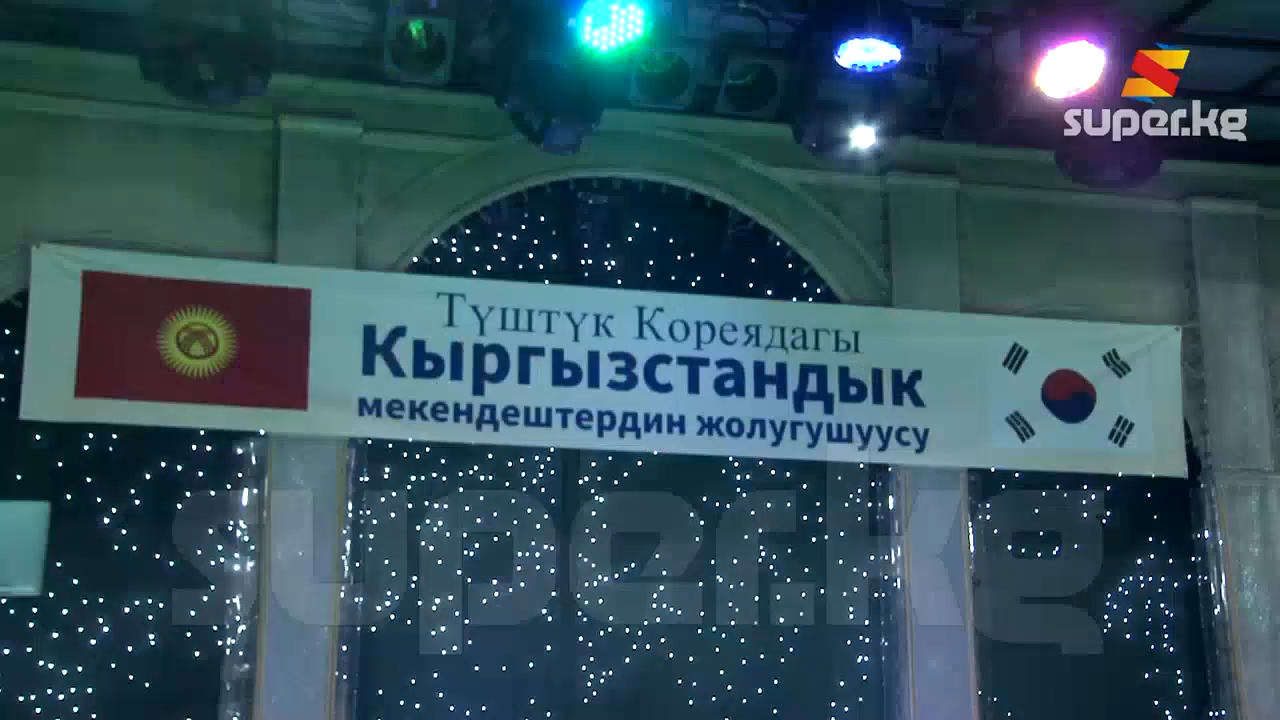 super.kg
Түштүк Кореядагы
Кыргызстандык
мекендештердин жолугушуусу
super.kg